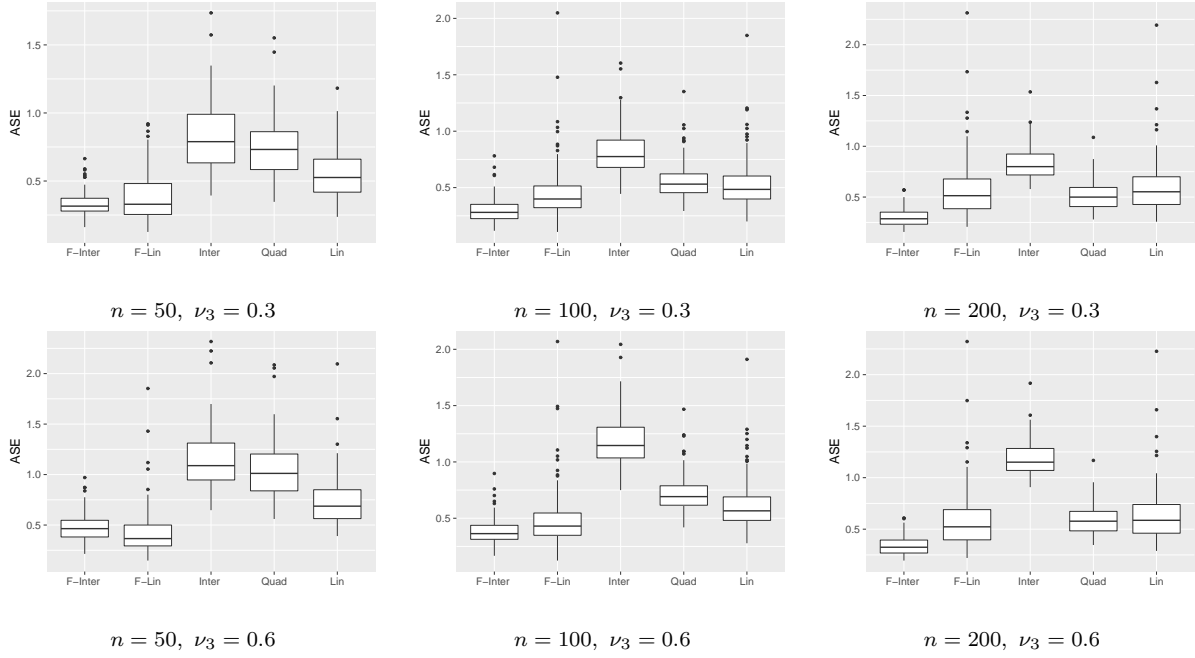 ASE
1.5
1.0
0.5
F−Inter F−Lin Inter Quad Lin
n = 50, ν₃ = 0.3
ASE
2.0
1.5
1.0
0.5
F−Inter F−Lin Inter Quad Lin
n = 100, ν₃ = 0.3
ASE
2.0
1.5
1.0
0.5
F−Inter F−Lin Inter Quad Lin
n = 200, ν₃ = 0.3
ASE
2.0
1.5
1.0
0.5
F−Inter F−Lin Inter Quad Lin
n = 50, ν₃ = 0.6
ASE
2.0
1.5
1.0
0.5
F−Inter F−Lin Inter Quad Lin
n = 100, ν₃ = 0.6
ASE
2.0
1.5
1.0
0.5
F−Inter F−Lin Inter Quad Lin
n = 200, ν₃ = 0.6